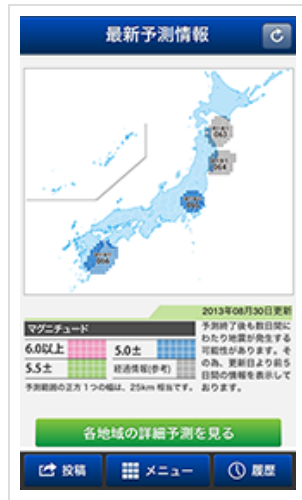 最新予測情報
063
064
066
2013年08月30日更新
マグニチュード
6.0以上
5.0±
5.5±
経過情報(参考)
予測範囲の正方1つの幅は、25km 相当です。
予測終了後も数日間に
わたり地震が発生する
可能性があります。そ
の為、更新日より前5
日間の情報を表示して
おります。
各地域の詳細予測を見る
投稿
メニュー
履歴